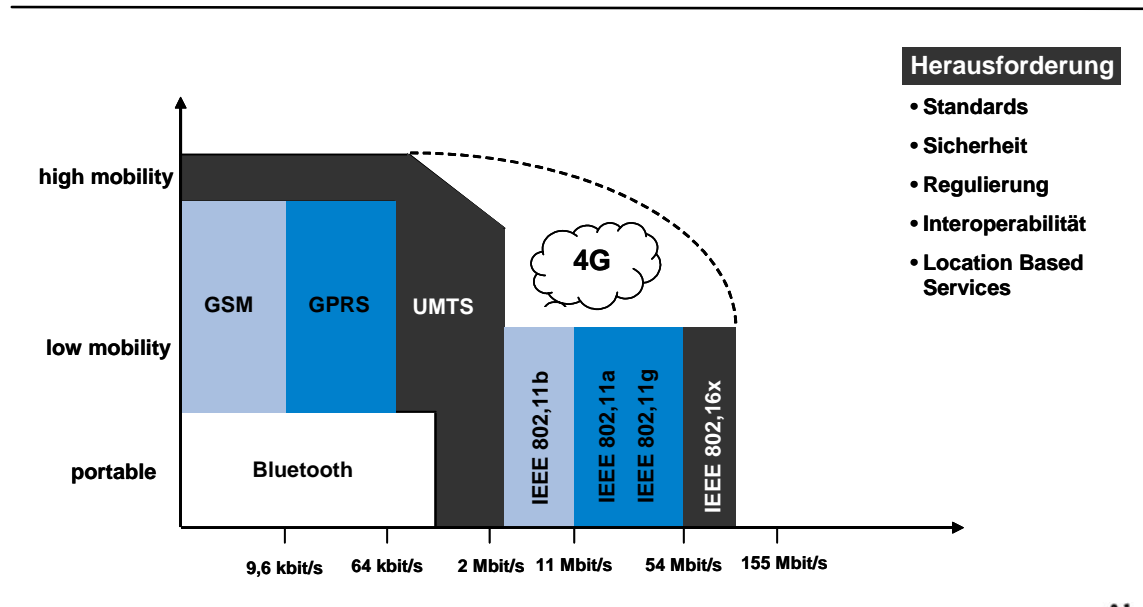 Herausforderung
• Standards
• Sicherheit
• Regulierung
• Interoperabilität
• Location Based
Services
high mobility
low mobility
portable
GSM
GPRS
UMTS
4G
Bluetooth
IEEE 802,11b
IEEE 802,11a
IEEE 802,11g
IEEE 802,16x
9,6 kbit/s
64 kbit/s
2 Mbit/s
11 Mbit/s
54 Mbit/s
155 Mbit/s